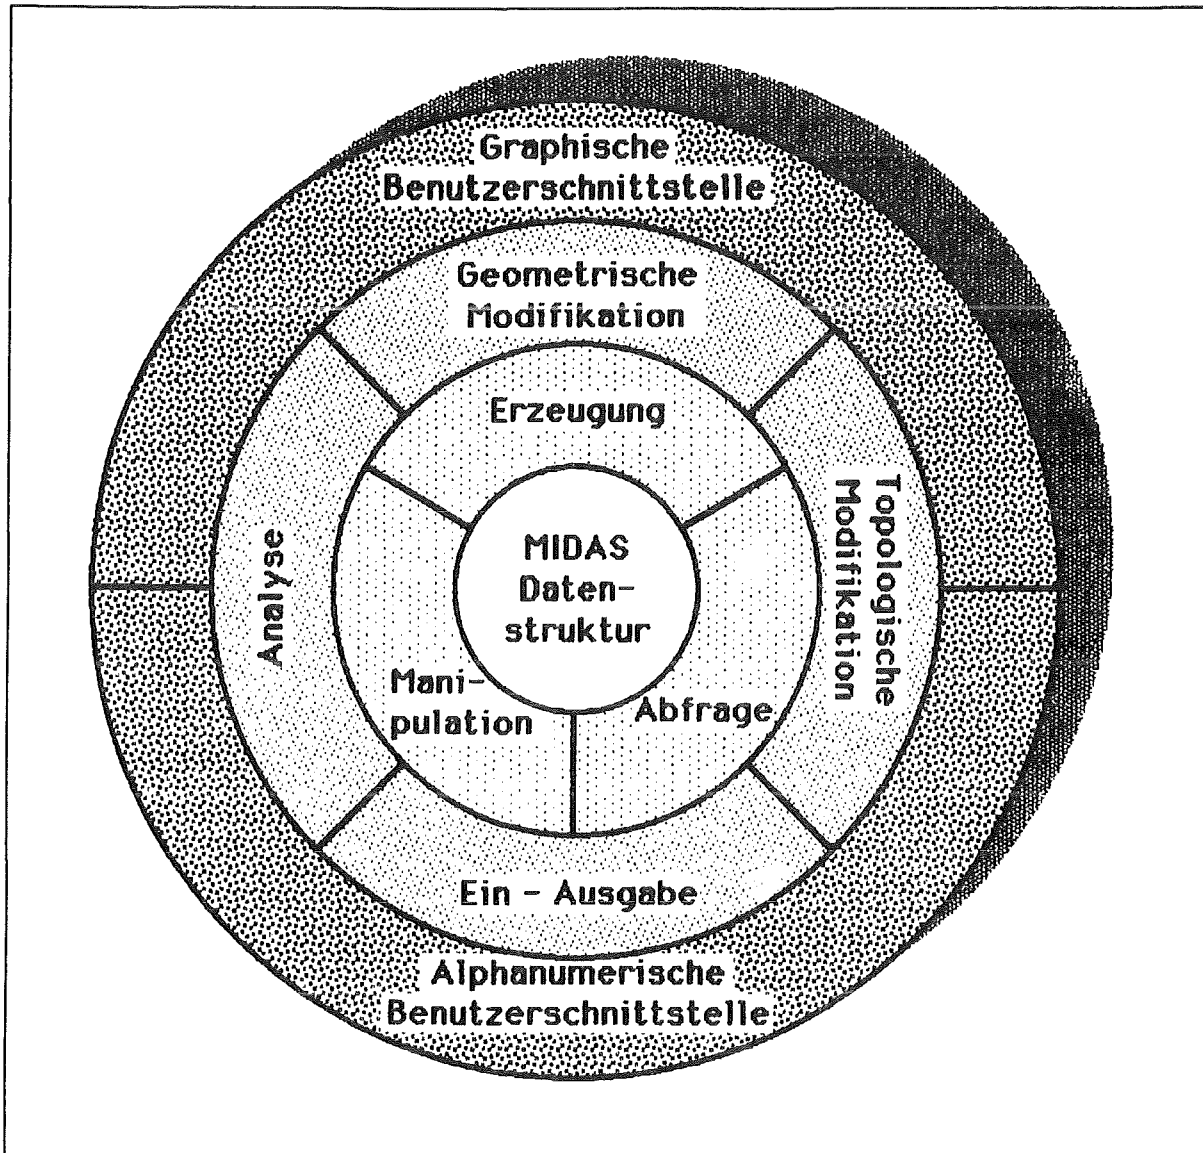 Graphische
Benutzerschnittstelle
Geometrische
Modifikation
Erzeugung
Topologische
Modifikation
Analyse
MIDAS
Daten-
struktur
Mani-
pulation
Abfrage
Ein - Ausgabe
Alphanumerische
Benutzerschnittstelle